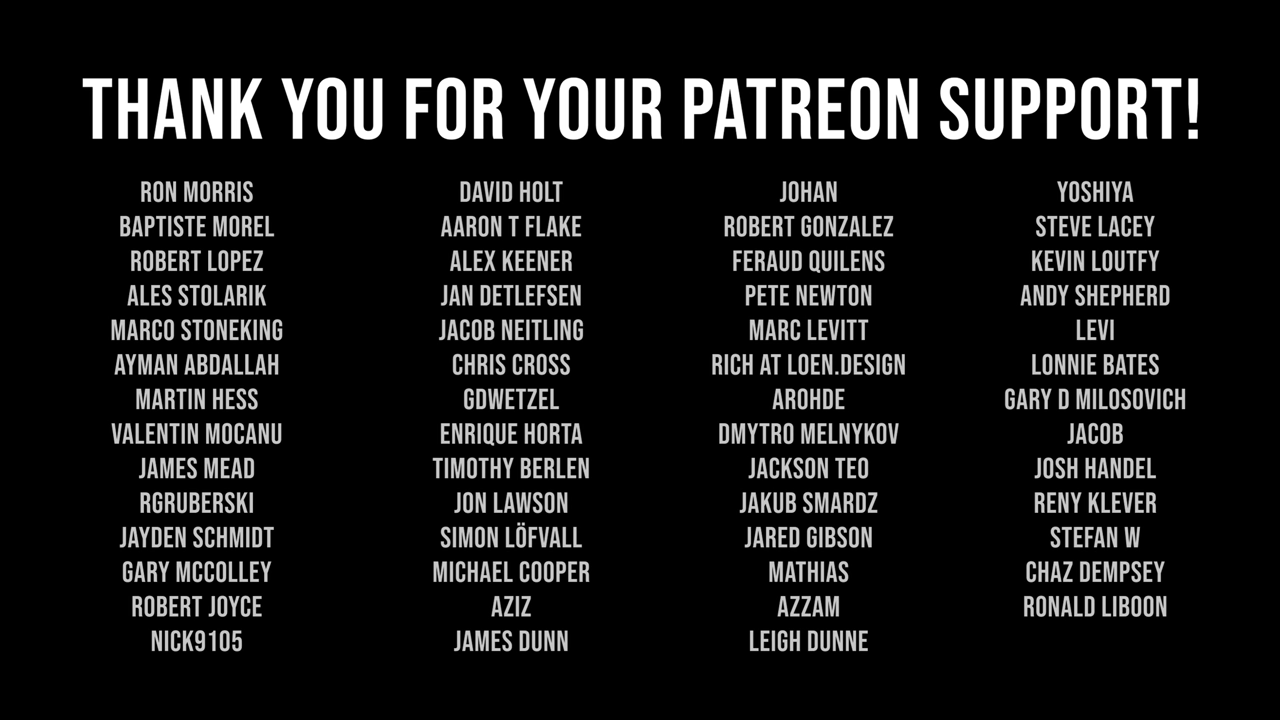 THANK YOU FOR YOUR PATREON SUPPORT!
RON MORRIS
BAPTISTE MOREL
ROBERT LOPEZ
ALES STOLARIK
MARCO STONEKING
AYMAN ABDALLAH
MARTIN HESS
VALENTIN MOCANU
JAMES MEAD
RGRUBERSKI
JAYDEN SCHMIDT
GARY MCCOLLEY
ROBERT JOYCE
NICK9105
DAVID HOLT
AARON T FLAKE
ALEX KEENER
JAN DETLEFSEN
JACOB NEITLING
CHRIS CROSS
GDWETZEL
ENRIQUE HORTA
TIMOTHY BERLEN
JON LAWSON
SIMON LÖFVALL
MICHAEL COOPER
AZIZ
JAMES DUNN
JOHAN
ROBERT GONZALEZ
FERAUD QUILENS
PETE NEWTON
MARC LEVITT
RICH AT LOEN.DESIGN
AROHDE
DMYTRO MELNYKOV
JACKSON TEO
JAKUB SMARDZ
JARED GIBSON
MATHIAS
AZZAM
LEIGH DUNNE
YOSHIYA
STEVE LACEY
KEVIN LOUTFY
ANDY SHEPHERD
LEVI
LONNIE BATES
GARY D MILOSOVICH
JACOB
JOSH HANDEL
RENY KLEVER
STEFAN W
CHAZ DEMPSEY
RONALD LIBOON